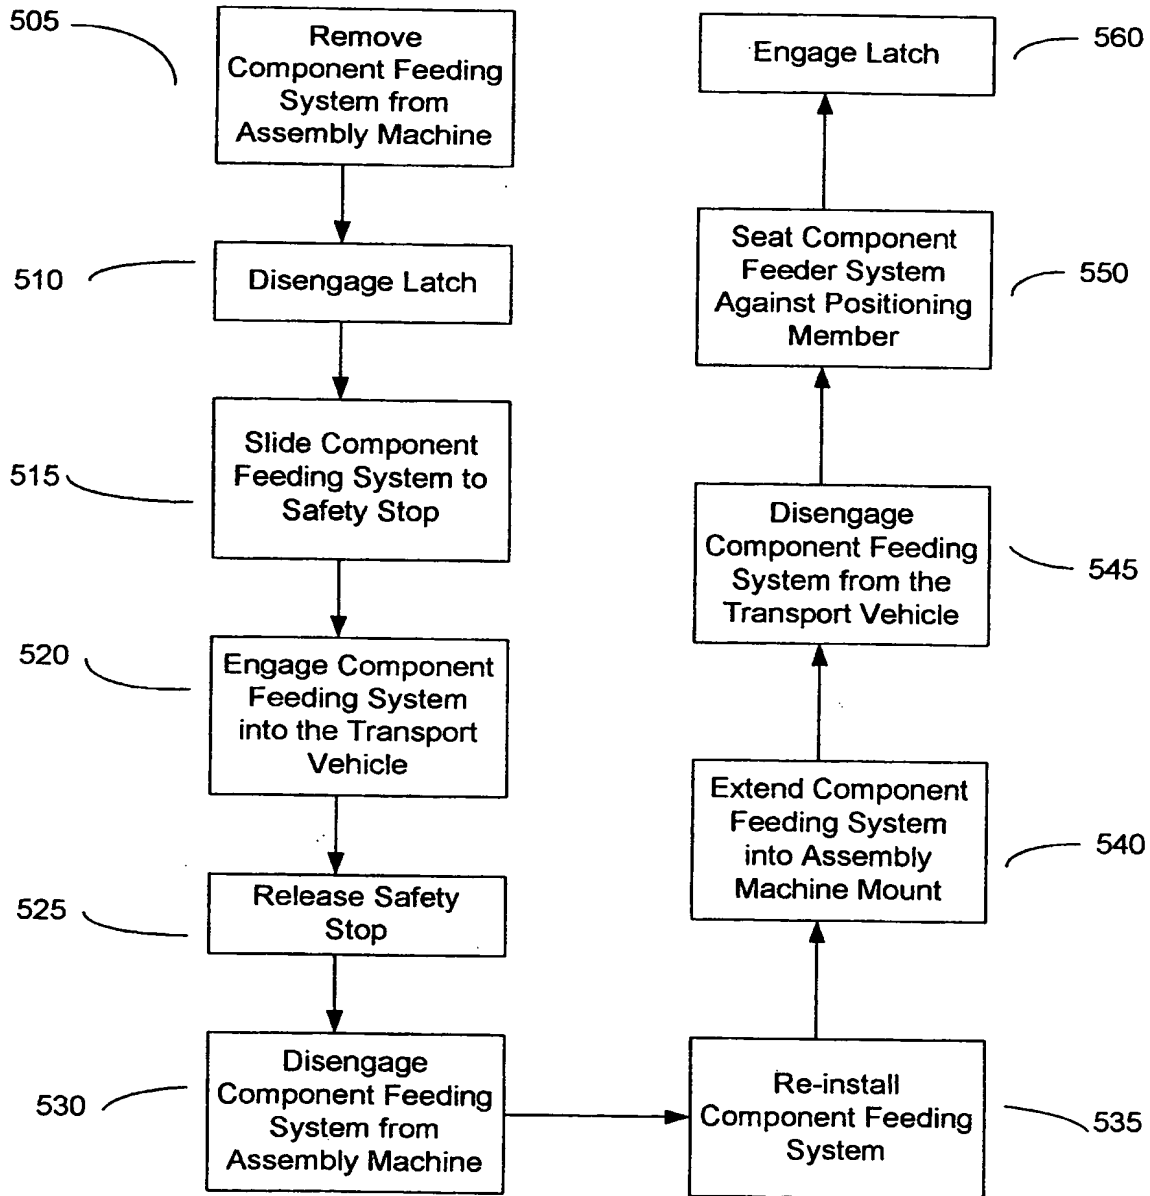 505
Remove
Component Feeding
System from
Assembly Machine
510
Disengage Latch
515
Slide Component
Feeding System to
Safety Stop
520
Engage Component
Feeding System
into the Transport
Vehicle
525
Release Safety
Stop
530
Disengage
Component Feeding
System from
Assembly Machine
Re-install
Component Feeding
System
535
Extend Component
Feeding System
into Assembly
Machine Mount
540
Disengage
Component Feeding
System from the
Transport Vehicle
545
Seat Component
Feeder System
Against Positioning
Member
550
Engage Latch
560